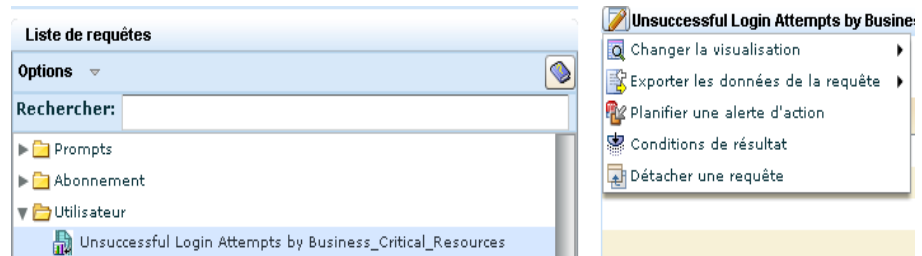 Liste de requêtes
Options
Rechercher:
Prompts
Abonnement
Utilisateur
Unsuccessful Login Attempts by Business_Critical_Resources
Unsuccessful Login Attempts by Busine
Changer la visualisation
Exporter les données de la requête
Planifier une alerte d'action
Conditions de résultat
Détacher une requête